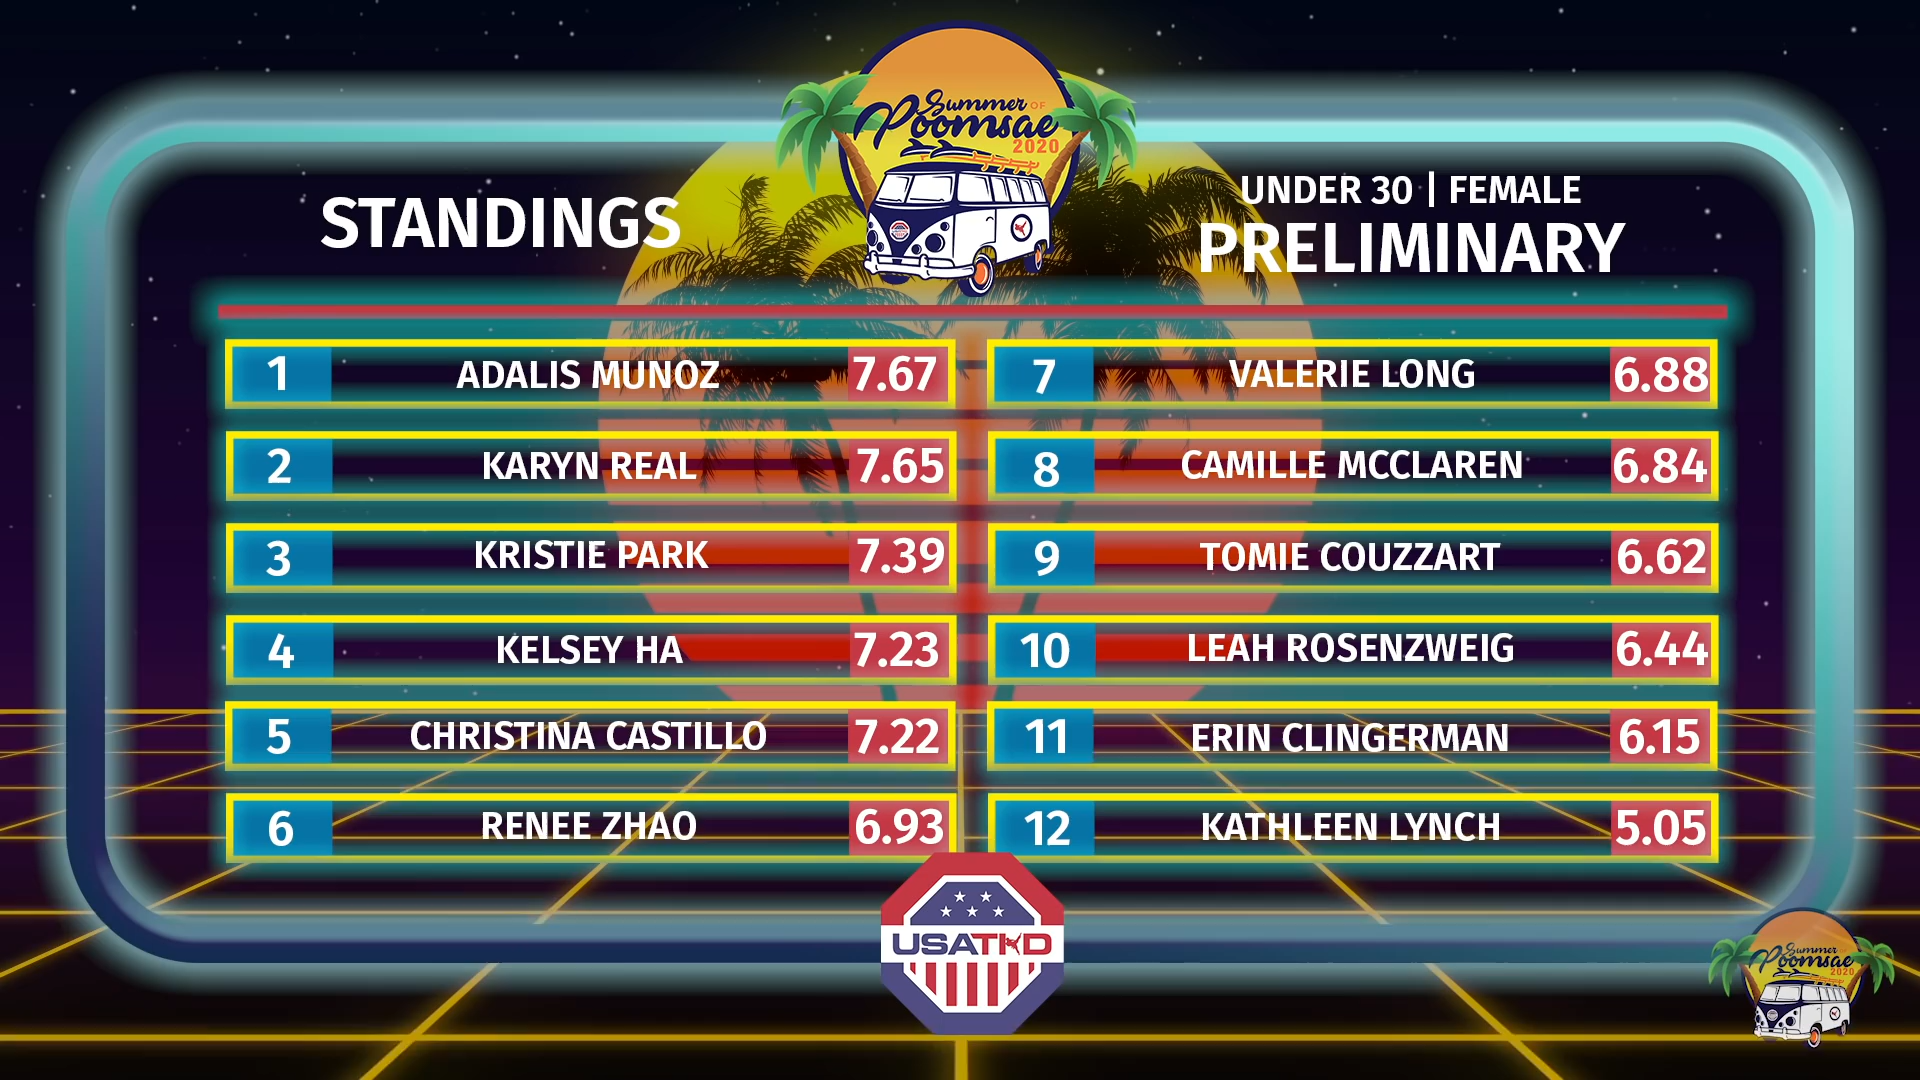 Summer OF
Poomsae
2020
STANDINGS
UNDER 30 | FEMALE
PRELIMINARY
1 ADALIS MUNOZ 7.67
2 KARYN REAL 7.65
3 KRISTIE PARK 7.39
4 KELSEY HA 7.23
5 CHRISTINA CASTILLO 7.22
6 RENEE ZHAO 6.93
7 VALERIE LONG 6.88
8 CAMILLE MCCLAREN 6.84
9 TOMIE COUZZART 6.62
10 LEAH ROSENZWEIG 6.44
11 ERIN CLINGERMAN 6.15
12 KATHLEEN LYNCH 5.05
USATKD
Summer
Poomsae
2020